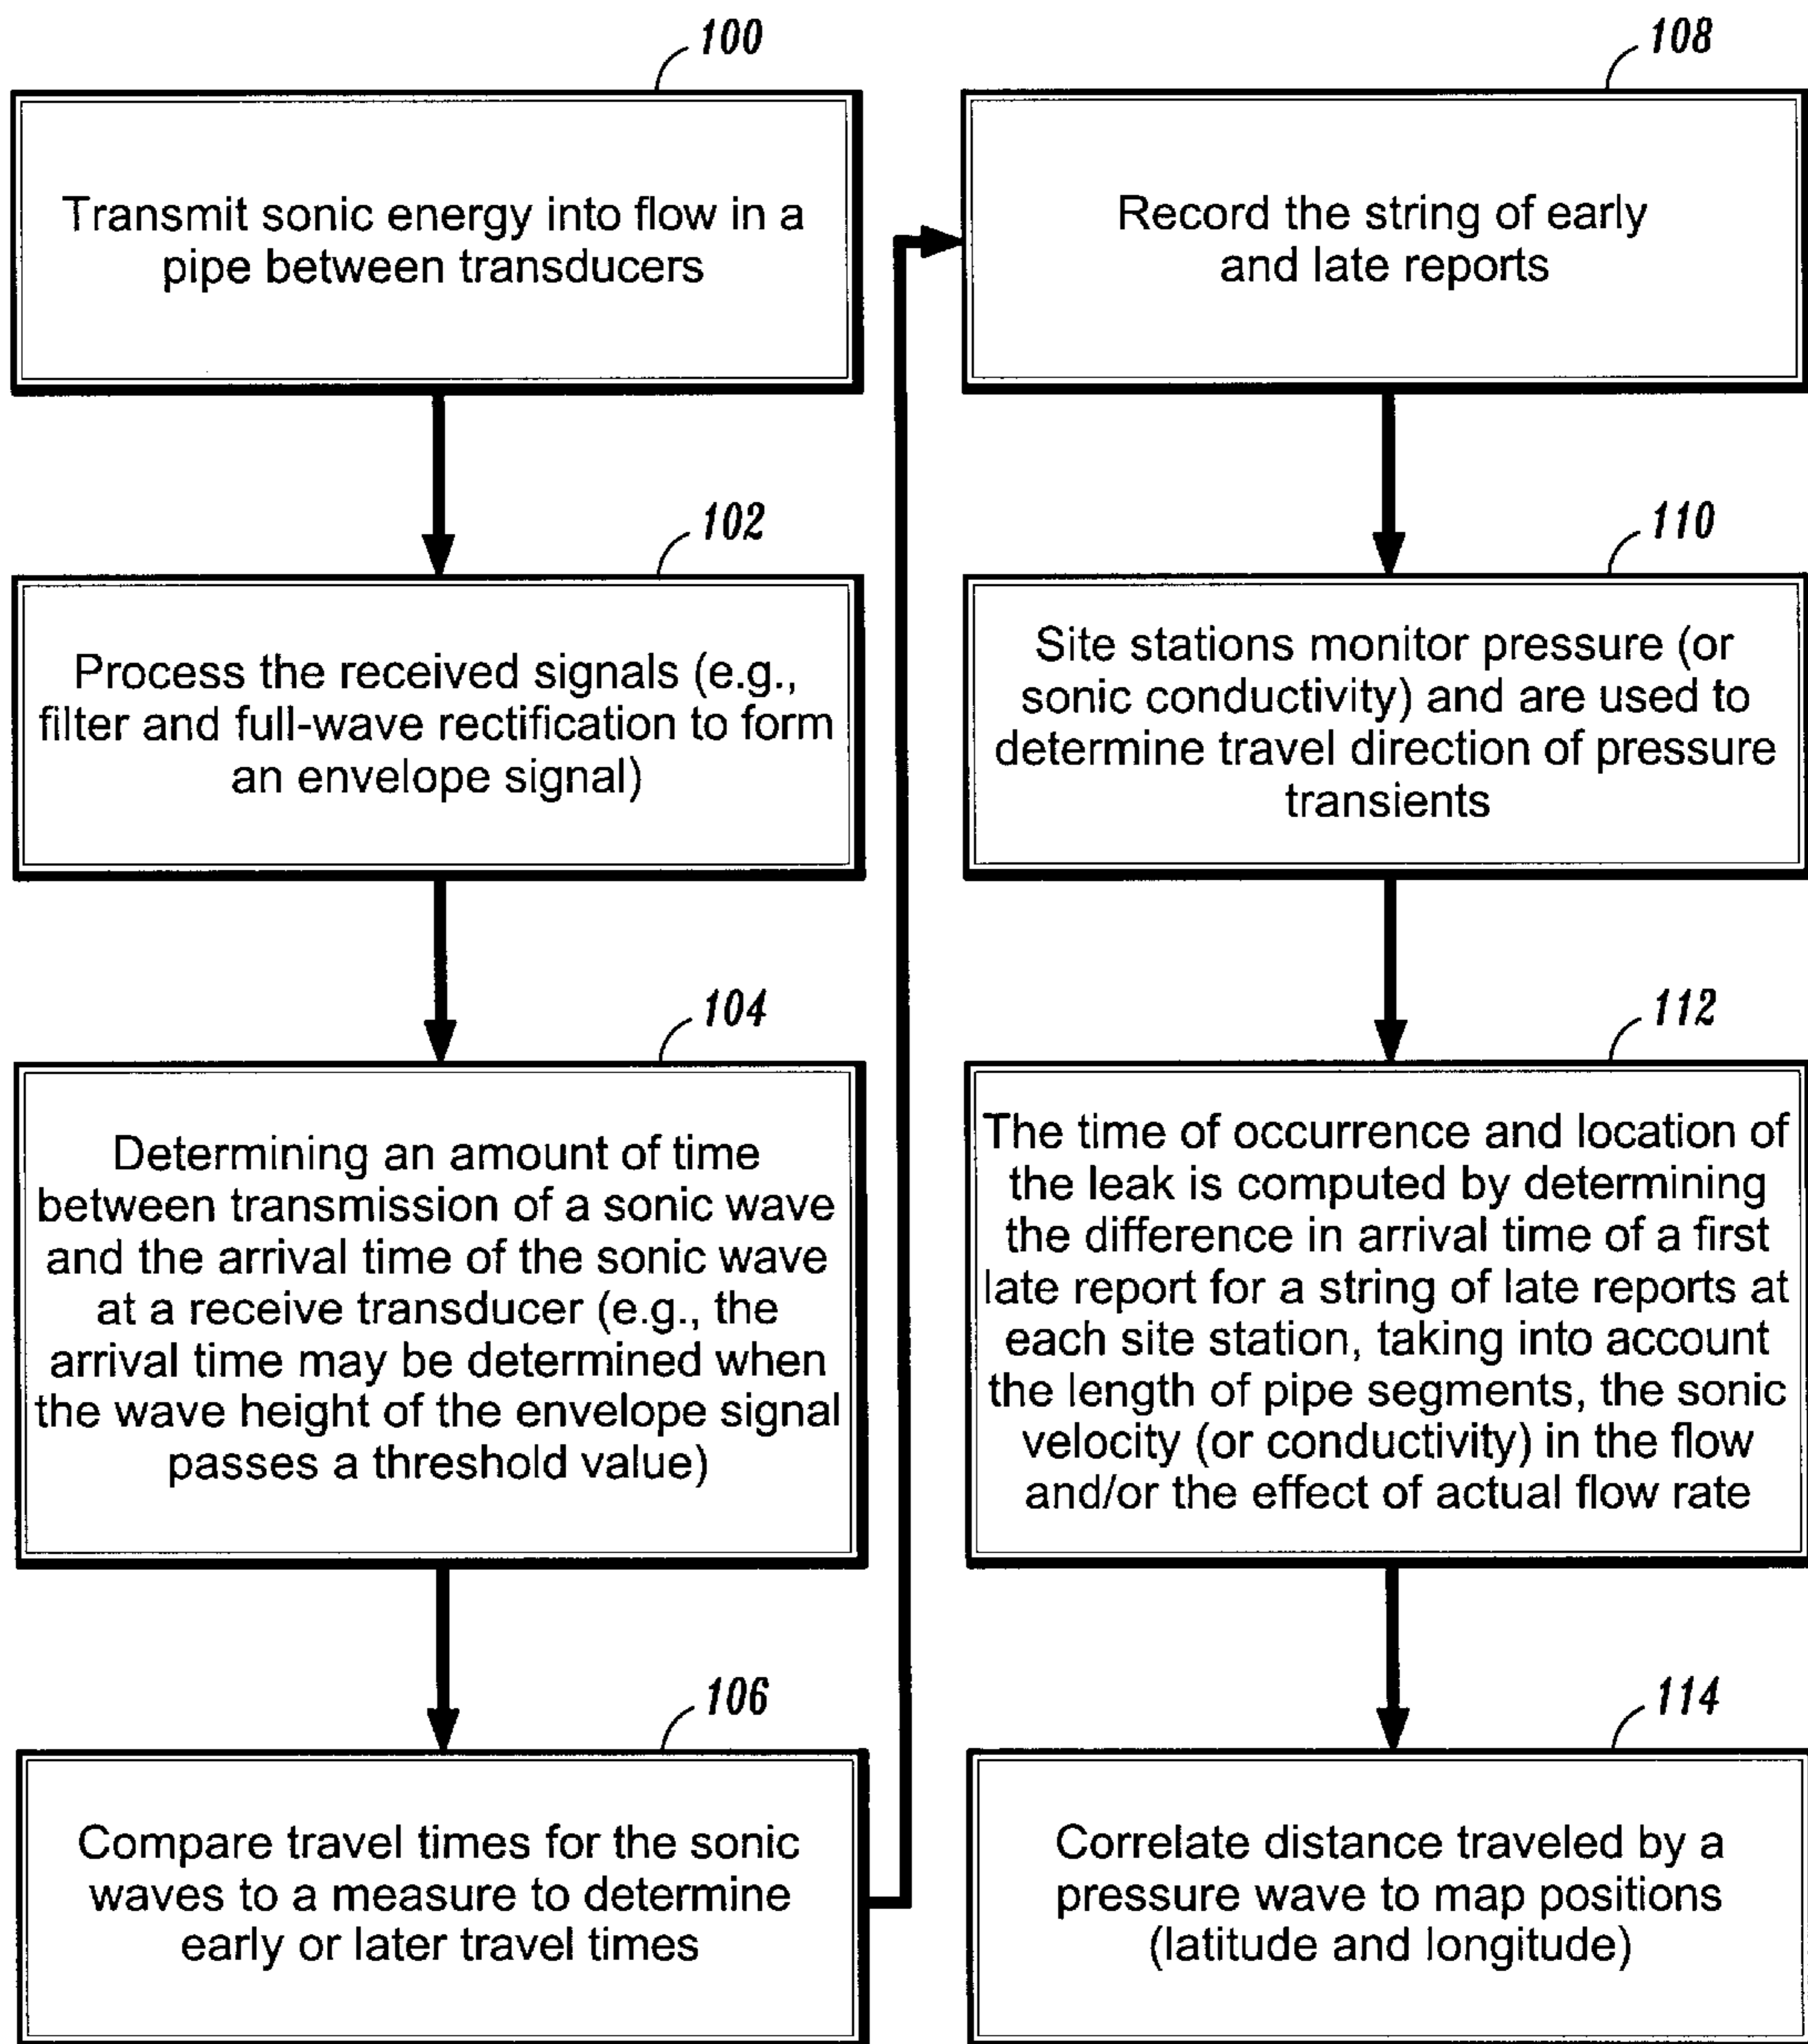 100
Transmit sonic energy into flow in a
pipe between transducers
102
Process the received signals (e.g.,
filter and full-wave rectification to form
an envelope signal)
104
Determining an amount of time
between transmission of a sonic wave
and the arrival time of the sonic wave
at a receive transducer (e.g., the
arrival time may be determined when
the wave height of the envelope signal
passes a threshold value)
106
Compare travel times for the sonic
waves to a measure to determine
early or later travel times
108
Record the string of early
and late reports
110
Site stations monitor pressure (or
sonic conductivity) and are used to
determine travel direction of pressure
transients
112
The time of occurrence and location of
the leak is computed by determining
the difference in arrival time of a first
late report for a string of late reports at
each site station, taking into account
the length of pipe segments, the sonic
velocity (or conductivity) in the flow
and/or the effect of actual flow rate
114
Correlate distance traveled by a
pressure wave to map positions
(latitude and longitude)